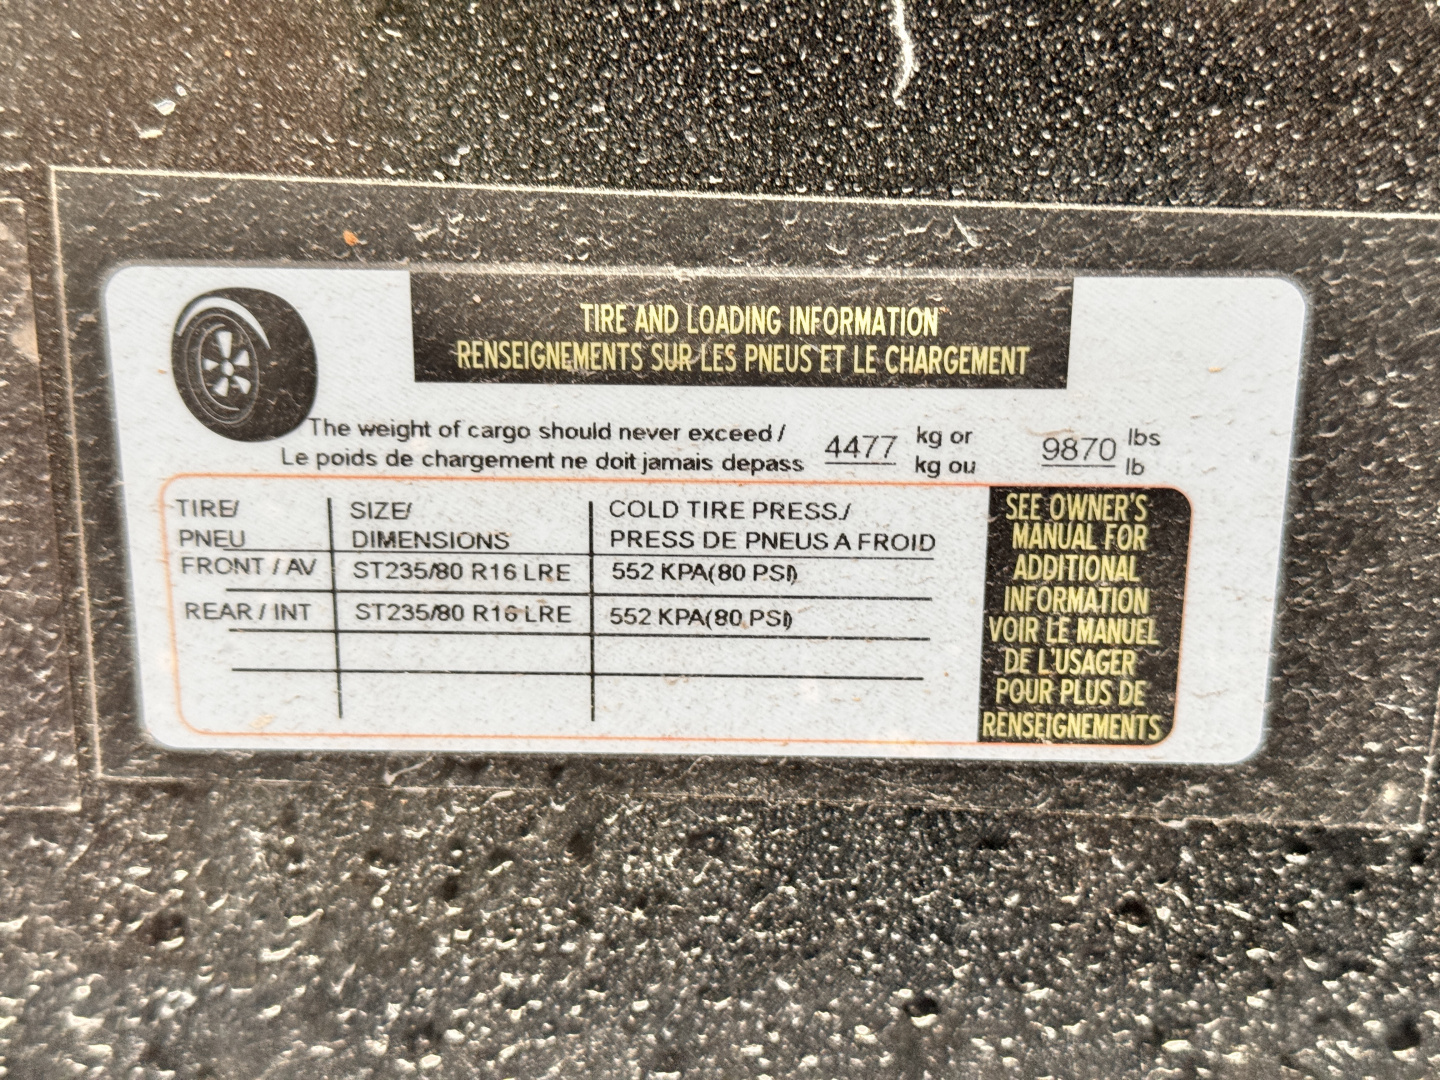 TIRE AND LOADING INFORMATION
RENSEIGNEMENTS SUR LES PNEUS ET LE CHARGEMENT
The weight of cargo should never exceed / 4477 kg or 9870 lbs
Le poids de chargement ne doit jamais depass kg ou lb
TIRE/ SIZE/ COLD TIRE PRESS./
PNEU DIMENSIONS PRESS DE PNEUS A FROID
FRONT / AV ST235/80 R16 LRE 552 KPA(80 PSI)
REAR / INT ST235/80 R16 LRE 552 KPA(80 PSI)
SEE OWNER'S
MANUAL FOR
ADDITIONAL
INFORMATION
VOIR LE MANUEL
DE L'USAGER
POUR PLUS DE
RENSEIGNEMENTS